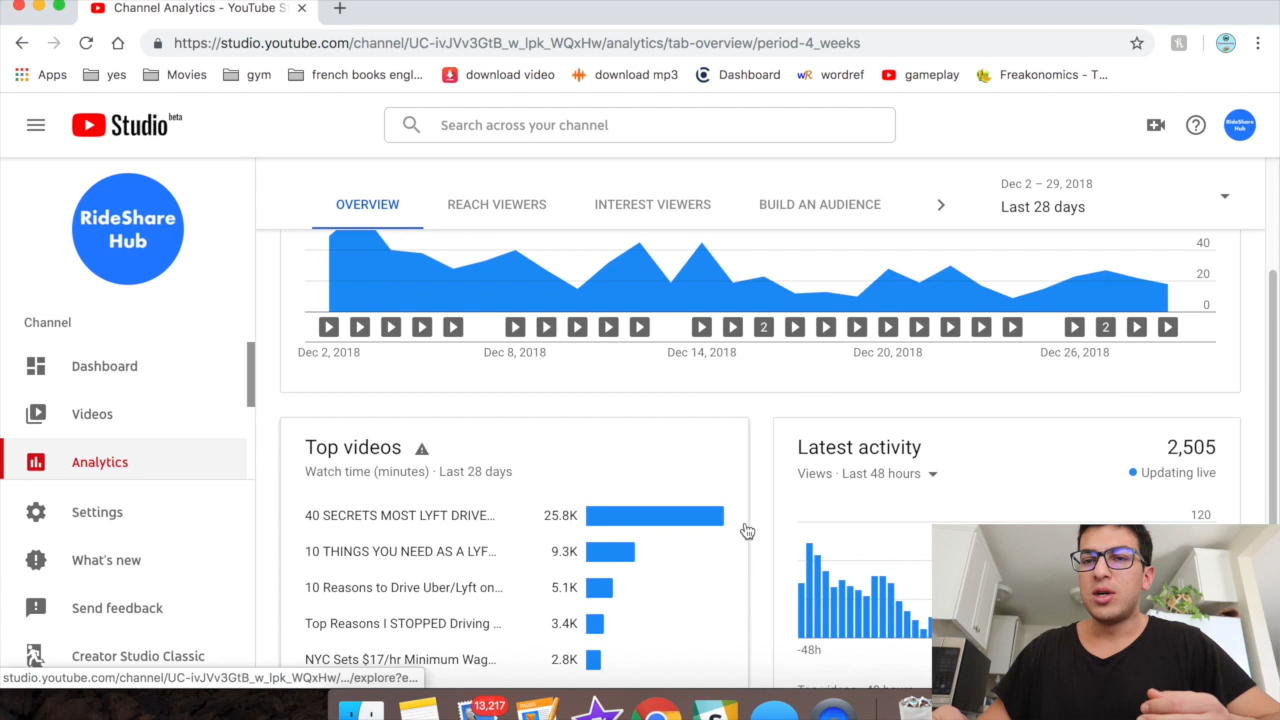 Channel Analytics - YouTube S
https://studio.youtube.com/channel/UC-ivJVv3GtB_w_lpk_WQxHw/analytics/tab-overview/period-4_weeks
Apps yes Movies gym french books engl... download video download mp3 Dashboard wordref gameplay Freakonomics - T...
Studio beta
Search across your channel
RideShare Hub
RideShare
Hub
OVERVIEW REACH VIEWERS INTEREST VIEWERS BUILD AN AUDIENCE
Dec 2 – 29, 2018
Last 28 days
40
20
0
2 2
Dec 2, 2018 Dec 8, 2018 Dec 14, 2018 Dec 20, 2018 Dec 26, 2018
Channel
Dashboard
Videos
Analytics
Settings
What's new
Send feedback
Creator Studio Classic
Top videos
Watch time (minutes) · Last 28 days
40 SECRETS MOST LYFT DRIVE... 25.8K
10 THINGS YOU NEED AS A LYF... 9.3K
10 Reasons to Drive Uber/Lyft on... 5.1K
Top Reasons I STOPPED Driving ... 3.4K
NYC Sets $17/hr Minimum Wag... 2.8K
Latest activity 2,505
Views · Last 48 hours Updating live
120
-48h
studio.youtube.com/channel/UC-ivJVv3GtB_w_lpk_WQxHw/.../explore?e...
13,217